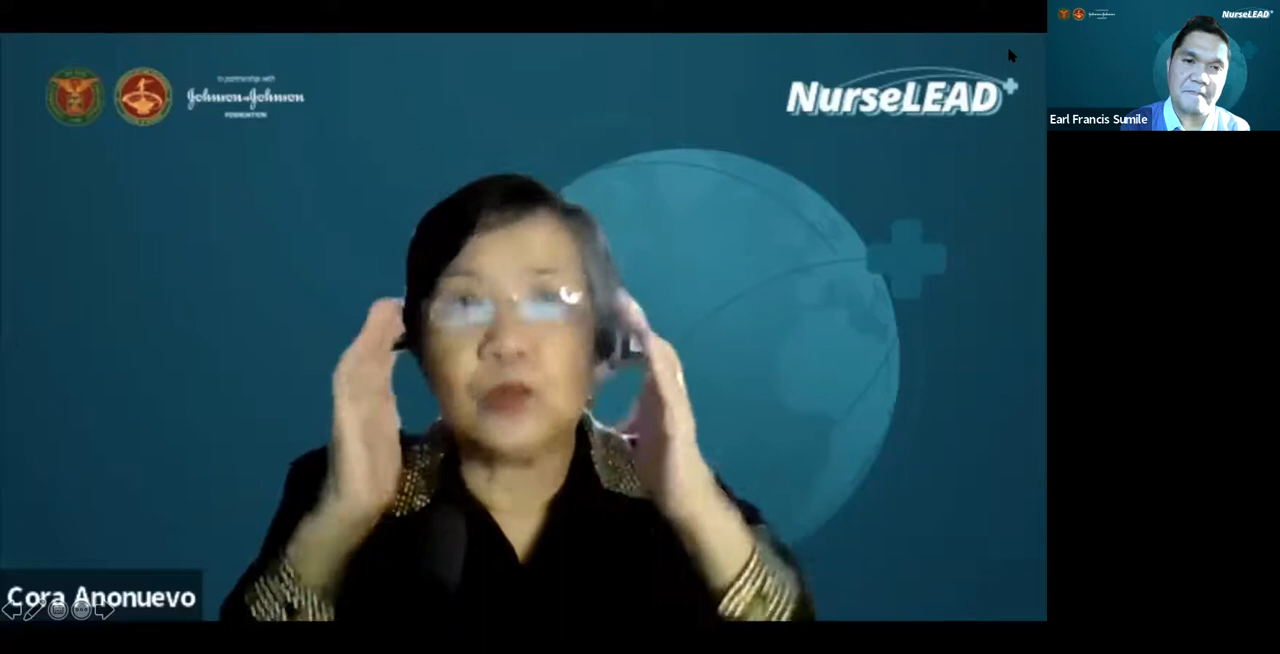 in partnership with
Johnson & Johnson
FOUNDATION
NurseLEAD+
Cora Anonuevo
NurseLEAD+
Earl Francis Sumile